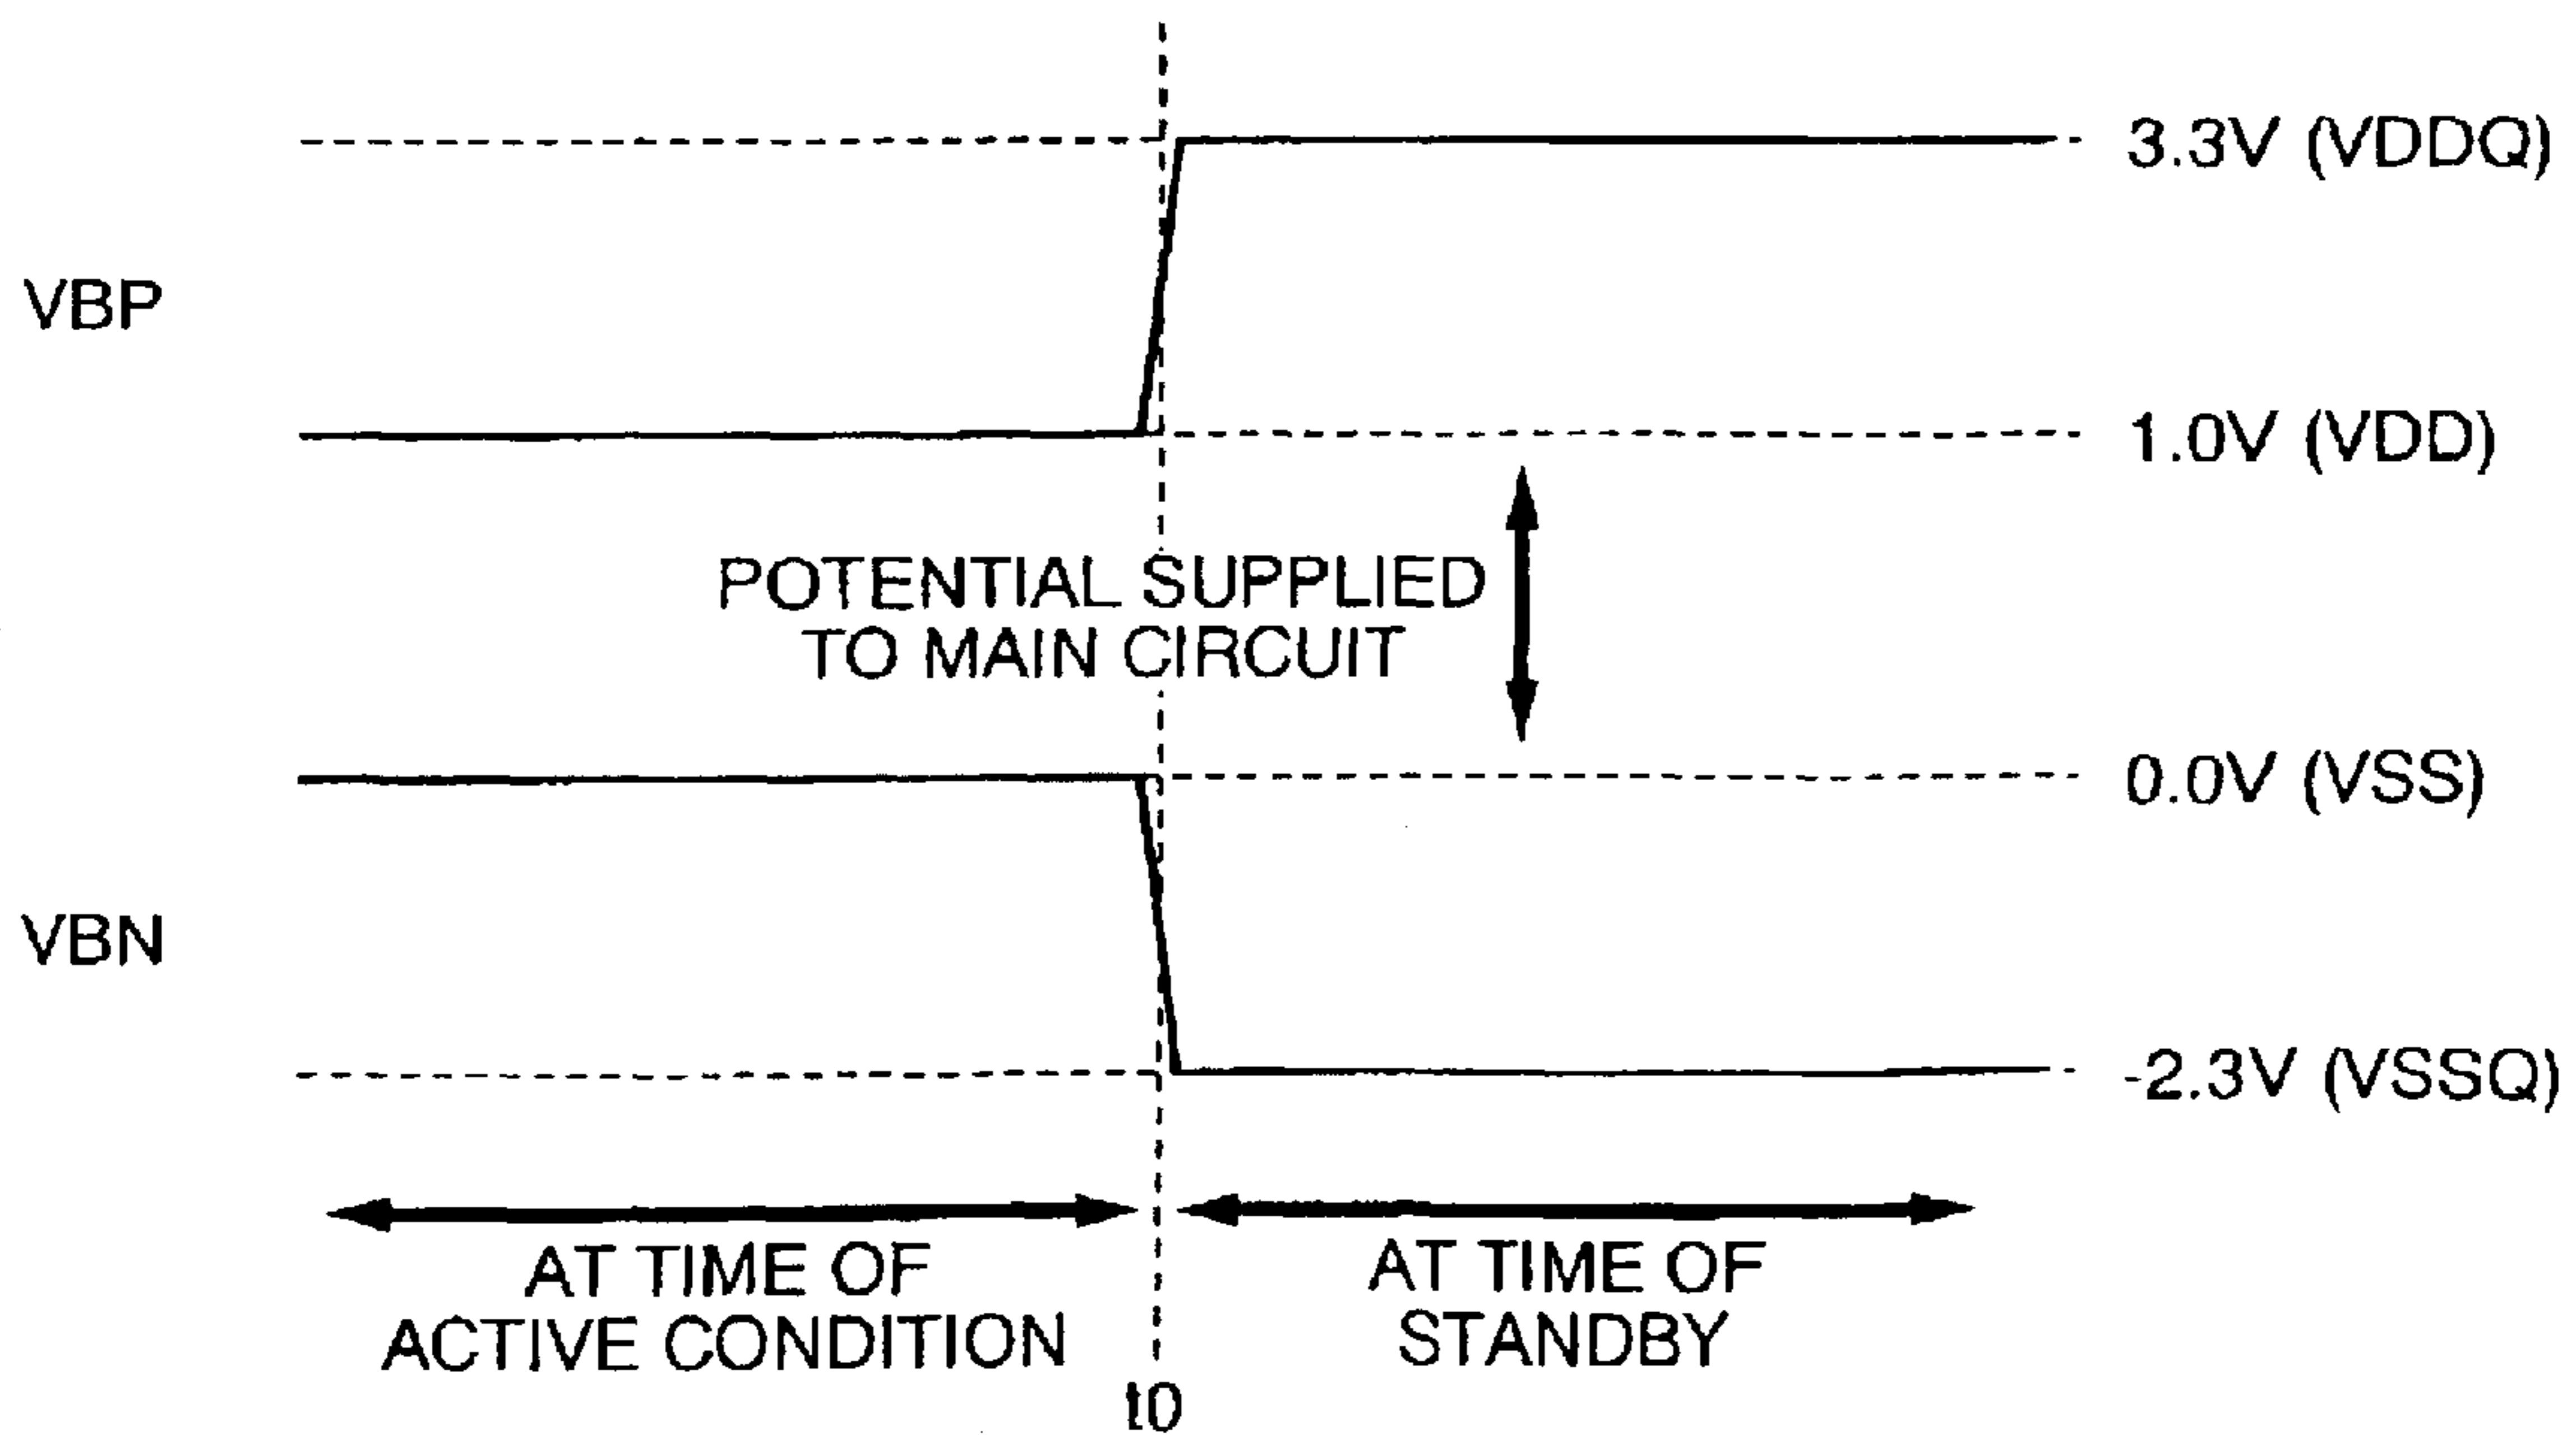 3.3V (VDDQ)
VBP
1.0V (VDD)
POTENTIAL SUPPLIED
TO MAIN CIRCUIT
0.0V (VSS)
VBN
-2.3V (VSSQ)
AT TIME OF
ACTIVE CONDITION
AT TIME OF
STANDBY
t0